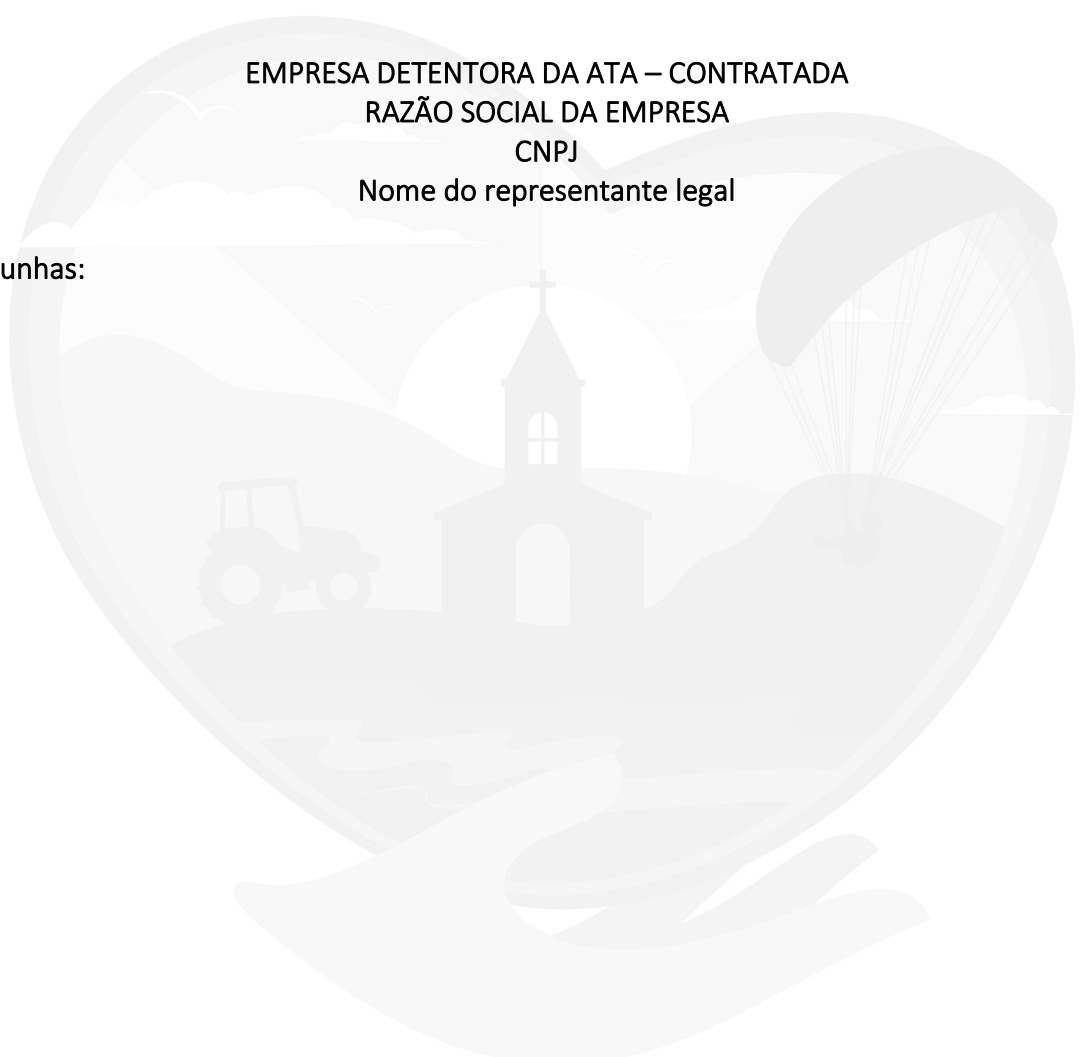 EMPRESA DETENTORA DA ATA – CONTRATADA
RAZÃO SOCIAL DA EMPRESA
CNPJ
Nome do representante legal
unhas: